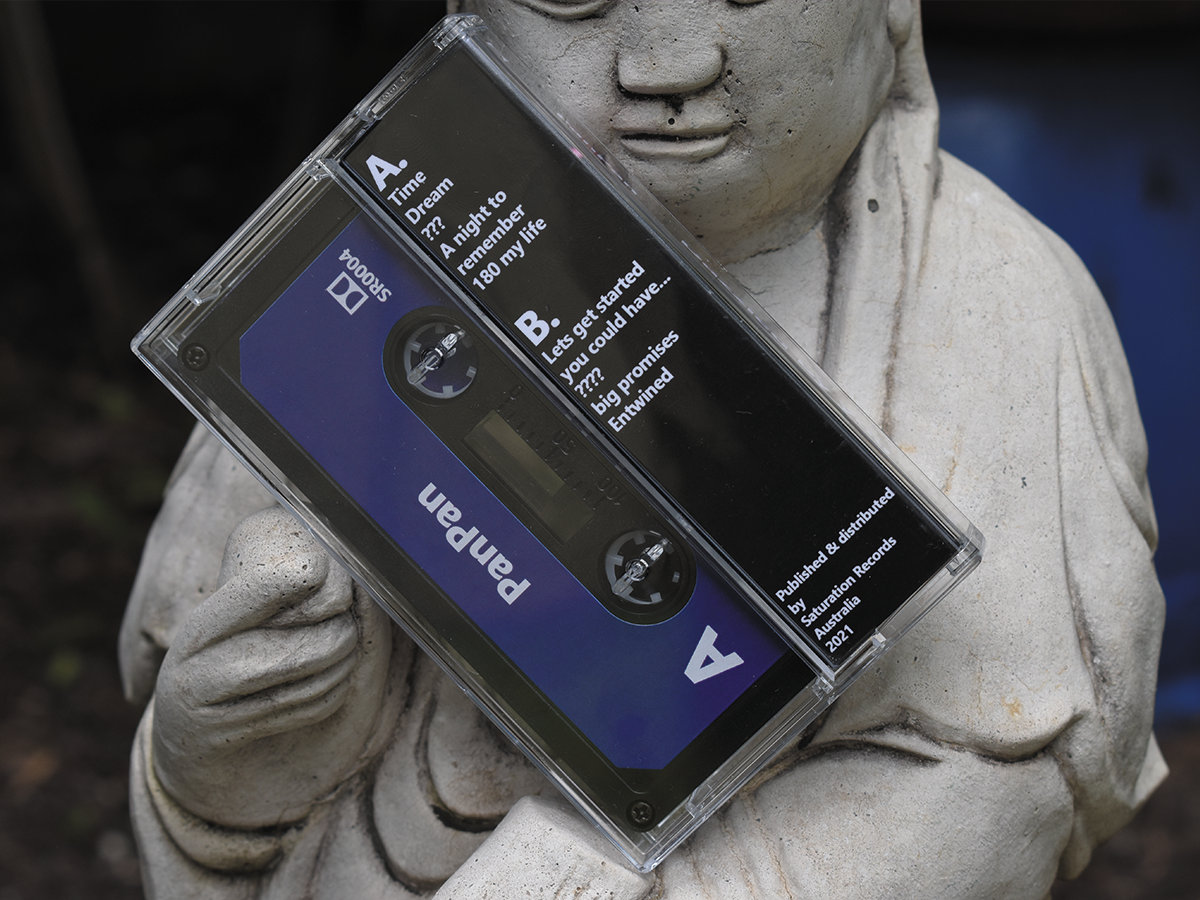 A.
Time
Dream
???
A night to
remember
180 my life
B.
Lets get started
you could have...
????
big promises
Entwined
Published & distributed
by
Saturation Records
Australia
2021
SR0004
PanPan
A